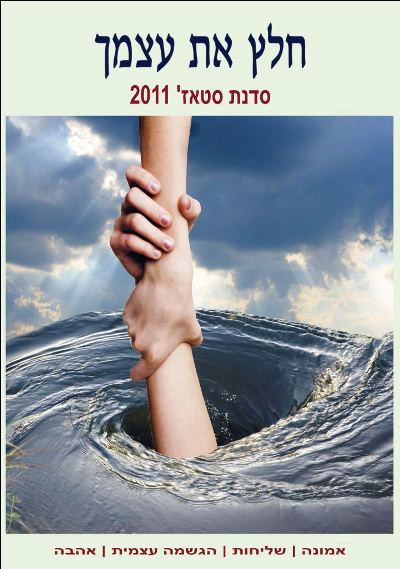 חלץ את עצמך
סדנת סטאז' 2011
אמונה | שליחות | הגשמה עצמית | אהבה